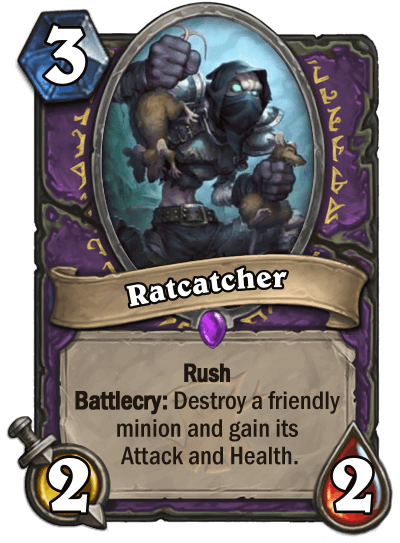 3
Ratcatcher
Rush
Battlecry: Destroy a friendly
minion and gain its
Attack and Health.
2
2